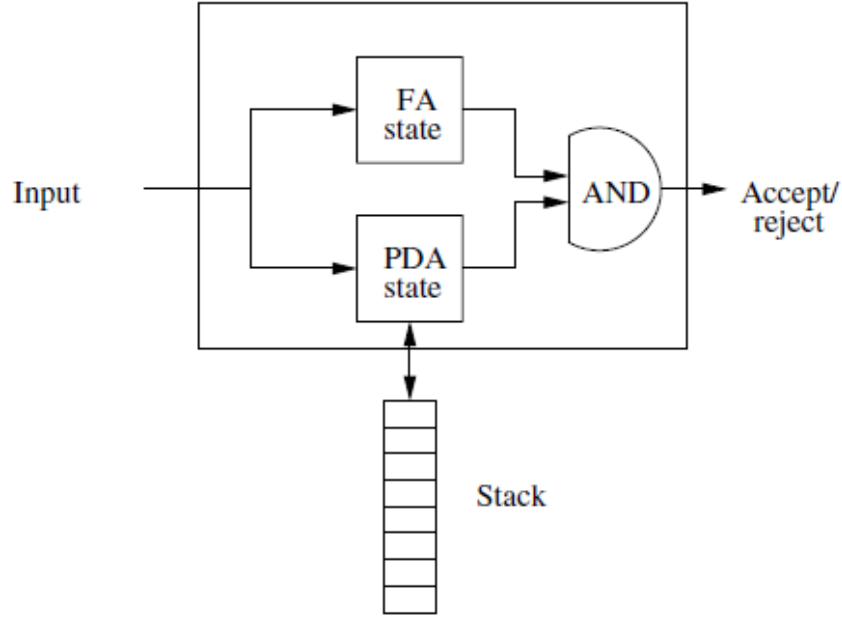 FA
state
Input
AND
Accept/
reject
PDA
state
Stack